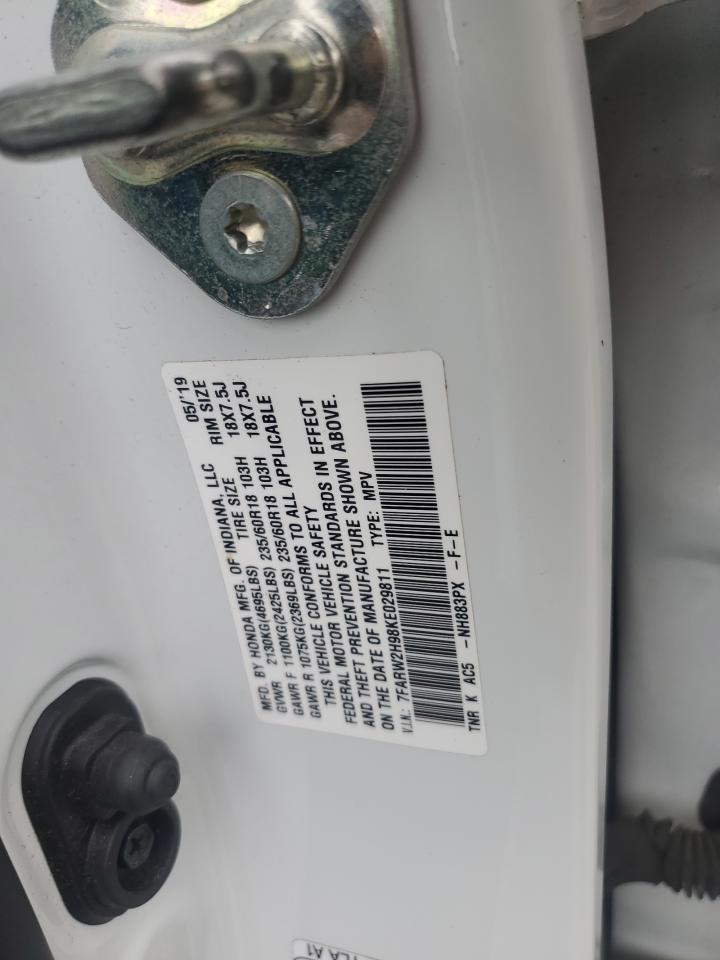 MFD. BY HONDA MFG. OF INDIANA, LLC 05/'19
GVWR 2130KG(4695LBS) TIRE SIZE RIM SIZE
GAWR F 1100KG(2425LBS) 235/60R18 103H 18X7.5J
GAWR R 1075KG(2369LBS) 235/60R18 103H 18X7.5J
THIS VEHICLE CONFORMS TO ALL APPLICABLE
FEDERAL MOTOR VEHICLE SAFETY
AND THEFT PREVENTION STANDARDS IN EFFECT
ON THE DATE OF MANUFACTURE SHOWN ABOVE.
V.I.N.: 7FARW2H98KE029811 TYPE: MPV
TNR K AC5 -NH883PX -F-E
TLA A1